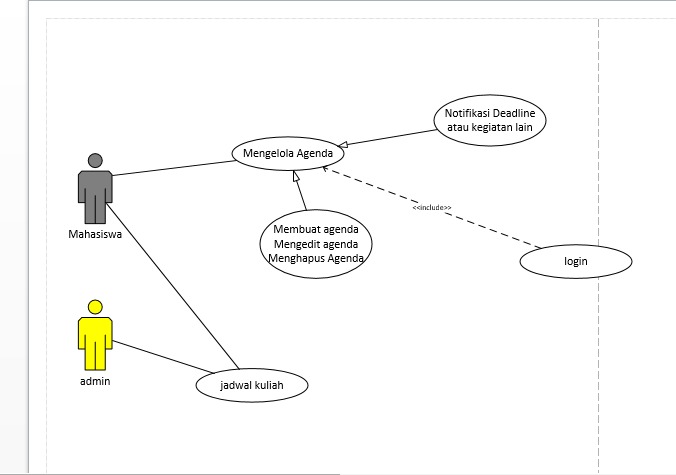 Notifikasi Deadline
atau kegiatan lain
Mengelola Agenda
<<include>>
Mahasiswa
Membuat agenda
Mengedit agenda
Menghapus Agenda
login
admin
jadwal kuliah